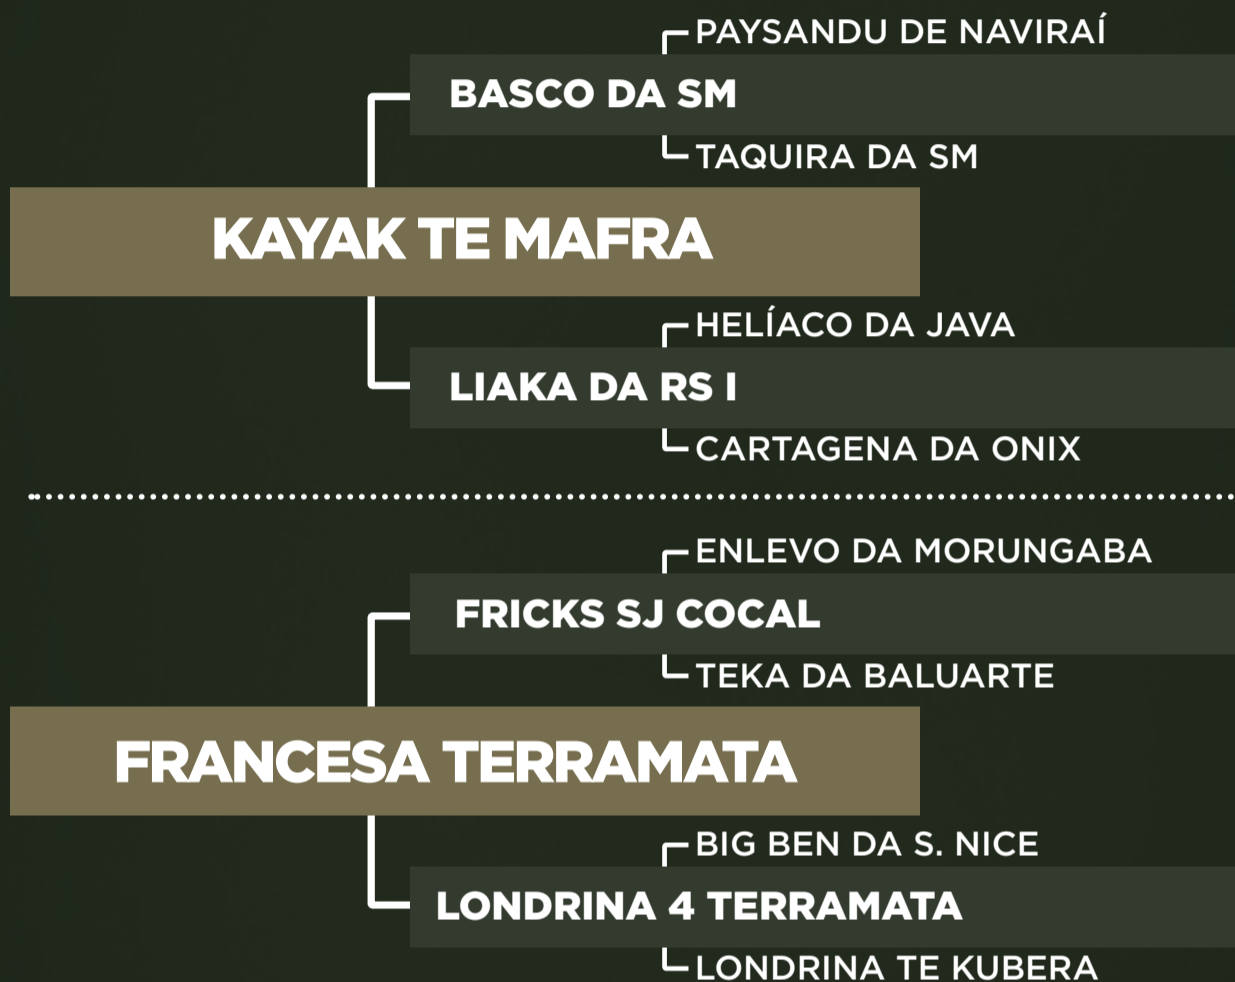 PAYSANDU DE NAVIRAÍ
BASCO DA SM
TAQUIRA DA SM
KAYAK TE MAFRA
HELÍACO DA JAVA
LIAKA DA RS I
CARTAGENA DA ONIX
ENLEVO DA MORUNGABA
FRICKS SJ COCAL
TEKA DA BALUARTE
FRANCESA TERRAMATA
BIG BEN DA S. NICE
LONDRINA 4 TERRAMATA
LONDRINA TE KUBERA